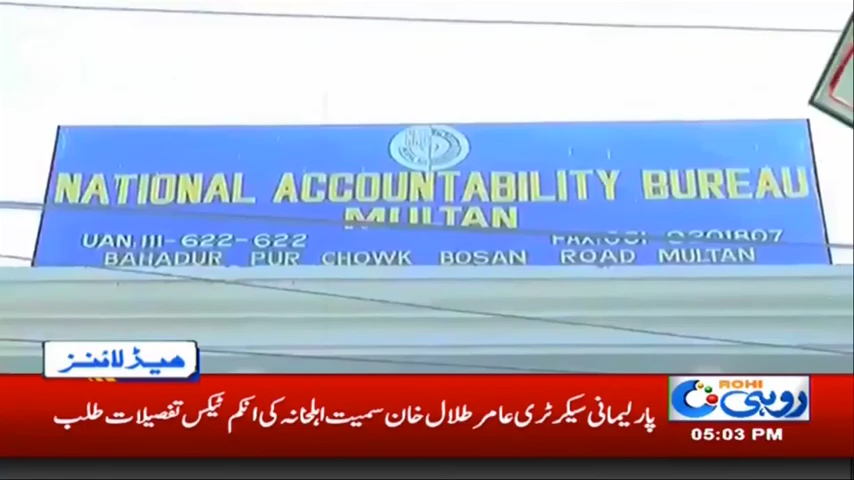 NATIONAL ACCOUNTABILITY BUREAU
MULTAN
UAN: 111-622-622
BAHADUR PUR CHOWK BOSAN ROAD MULTAN
ہیڈلائنز
پارلیمانی سیکرٹری عامر طلال خان سمیت اہلخانہ کی انکم ٹیکس تفصیلات طلب
ROHI
روہی
05:03 PM